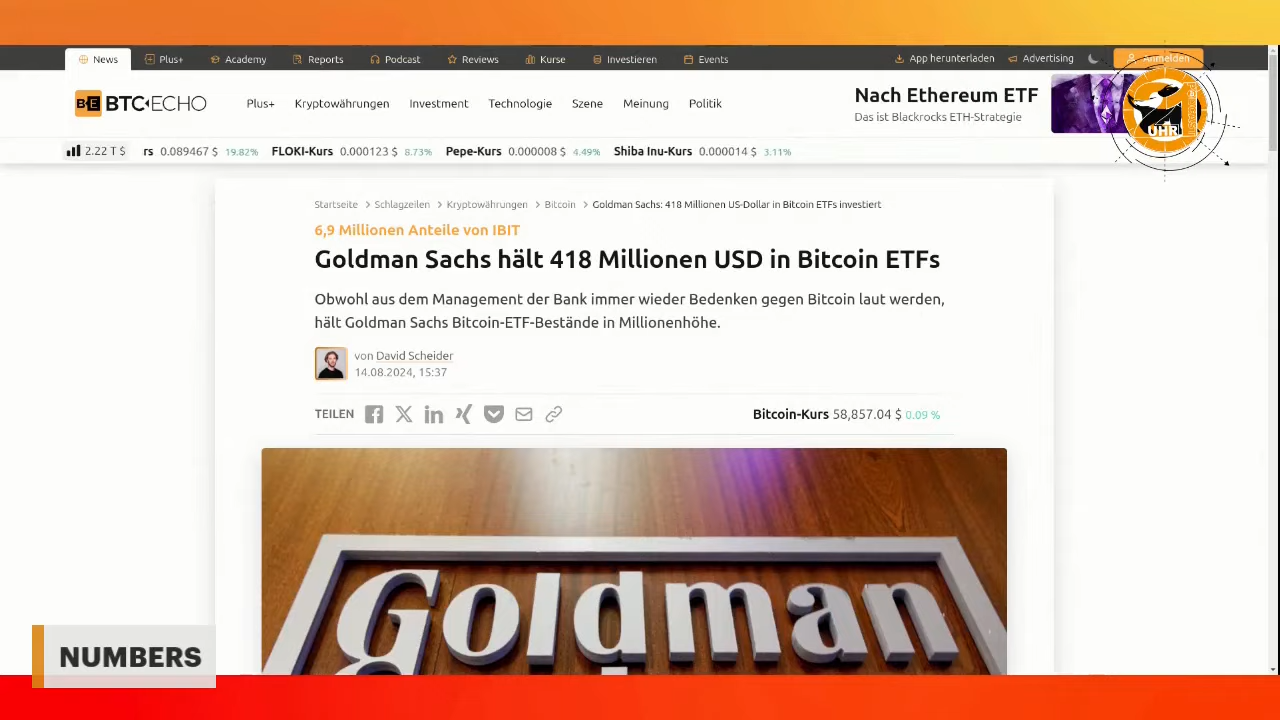 News Plus+ Academy Reports Podcast Reviews Kurse Investieren Events App herunterladen Advertising Anmelden
BTC-ECHO Plus+ Kryptowährungen Investment Technologie Szene Meinung Politik
Nach Ethereum ETF
Das ist Blackrocks ETH-Strategie
UHR
2.22 T $ rs 0.089467 $ 19.82% FLOKI-Kurs 0.000123 $ 8.73% Pepe-Kurs 0.000008 $ 4.49% Shiba Inu-Kurs 0.000014 $ 3.11%
Startseite > Schlagzeilen > Kryptowährungen > Bitcoin > Goldman Sachs: 418 Millionen US-Dollar in Bitcoin ETFs investiert
6,9 Millionen Anteile von IBIT
Goldman Sachs hält 418 Millionen USD in Bitcoin ETFs
Obwohl aus dem Management der Bank immer wieder Bedenken gegen Bitcoin laut werden,
hält Goldman Sachs Bitcoin-ETF-Bestände in Millionenhöhe.
von David Scheider
14.08.2024, 15:37
TEILEN Bitcoin-Kurs 58,857.04 $ 0.09 %
Goldman
NUMBERS